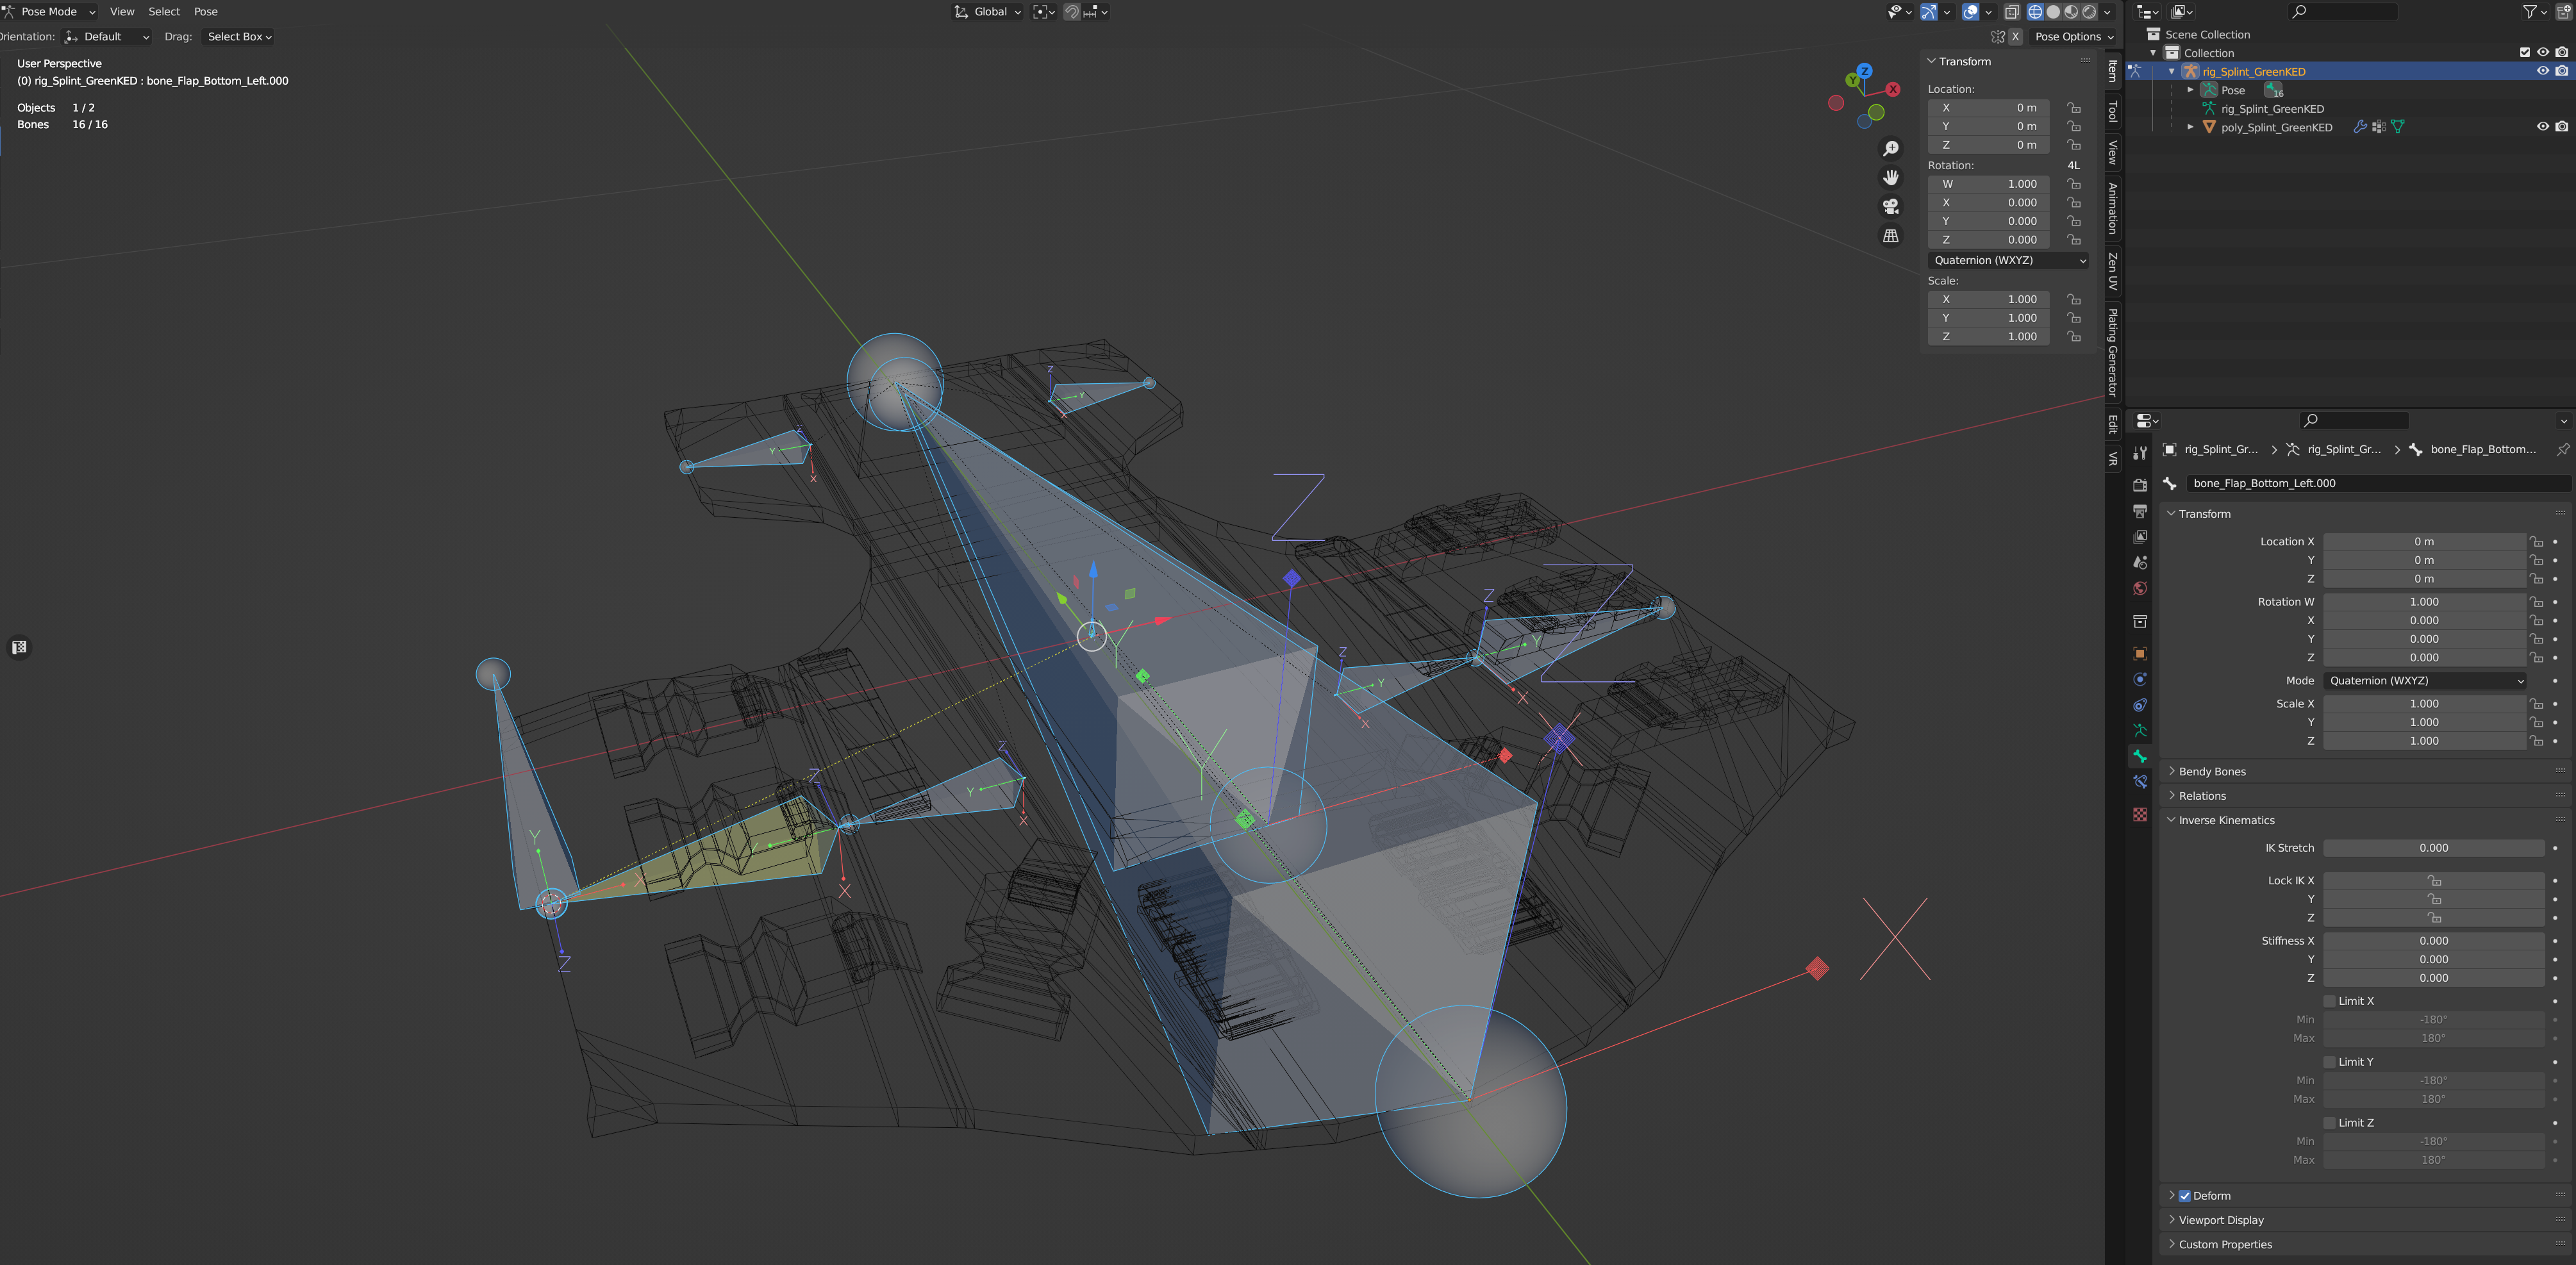 Pose Mode View Select Pose Global
Orientation: Default Drag: Select Box X Pose Options
User Perspective
(0) rig_Splint_GreenKED : bone_Flap_Bottom_Left.000
Objects 1 / 2
Bones 16 / 16
Transform
Location:
X 0 m
Y 0 m
Z 0 m
Rotation: 4L
W 1.000
X 0.000
Y 0.000
Z 0.000
Quaternion (WXYZ)
Scale:
X 1.000
Y 1.000
Z 1.000
Item
Tool
View
Animation
Zen UV
Plating Generator
Edit
VR
Scene Collection
Collection
rig_Splint_GreenKED
Pose 16
rig_Splint_GreenKED
poly_Splint_GreenKED
rig_Splint_Gr... rig_Splint_Gr... bone_Flap_Bottom...
bone_Flap_Bottom_Left.000
Transform
Location X 0 m
Y 0 m
Z 0 m
Rotation W 1.000
X 0.000
Y 0.000
Z 0.000
Mode Quaternion (WXYZ)
Scale X 1.000
Y 1.000
Z 1.000
Bendy Bones
Relations
Inverse Kinematics
IK Stretch 0.000
Lock IK X
Y
Z
Stiffness X 0.000
Y 0.000
Z 0.000
Limit X
Min -180°
Max 180°
Limit Y
Min -180°
Max 180°
Limit Z
Min -180°
Max 180°
Deform
Viewport Display
Custom Properties